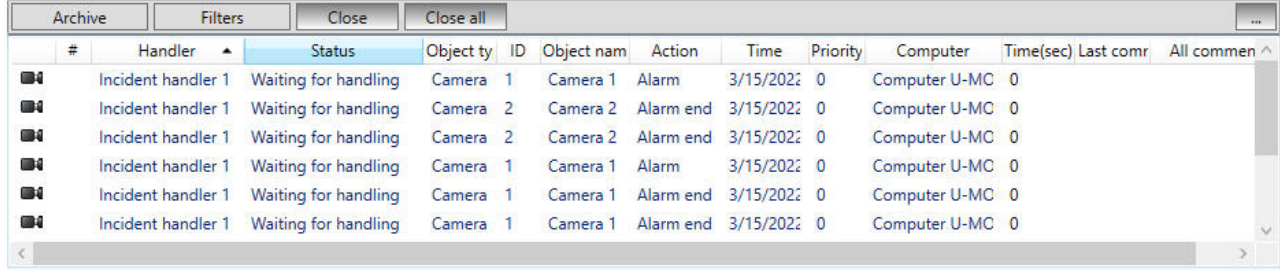 Archive Filters Close Close all ...
# Handler Status Object ty ID Object nam Action Time Priority Computer Time(sec) Last comr All commen
Incident handler 1 Waiting for handling Camera 1 Camera 1 Alarm 3/15/2022 0 Computer U-MO 0
Incident handler 1 Waiting for handling Camera 2 Camera 2 Alarm end 3/15/2022 0 Computer U-MO 0
Incident handler 1 Waiting for handling Camera 2 Camera 2 Alarm end 3/15/2022 0 Computer U-MO 0
Incident handler 1 Waiting for handling Camera 1 Camera 1 Alarm 3/15/2022 0 Computer U-MO 0
Incident handler 1 Waiting for handling Camera 1 Camera 1 Alarm end 3/15/2022 0 Computer U-MO 0
Incident handler 1 Waiting for handling Camera 1 Camera 1 Alarm end 3/15/2022 0 Computer U-MO 0